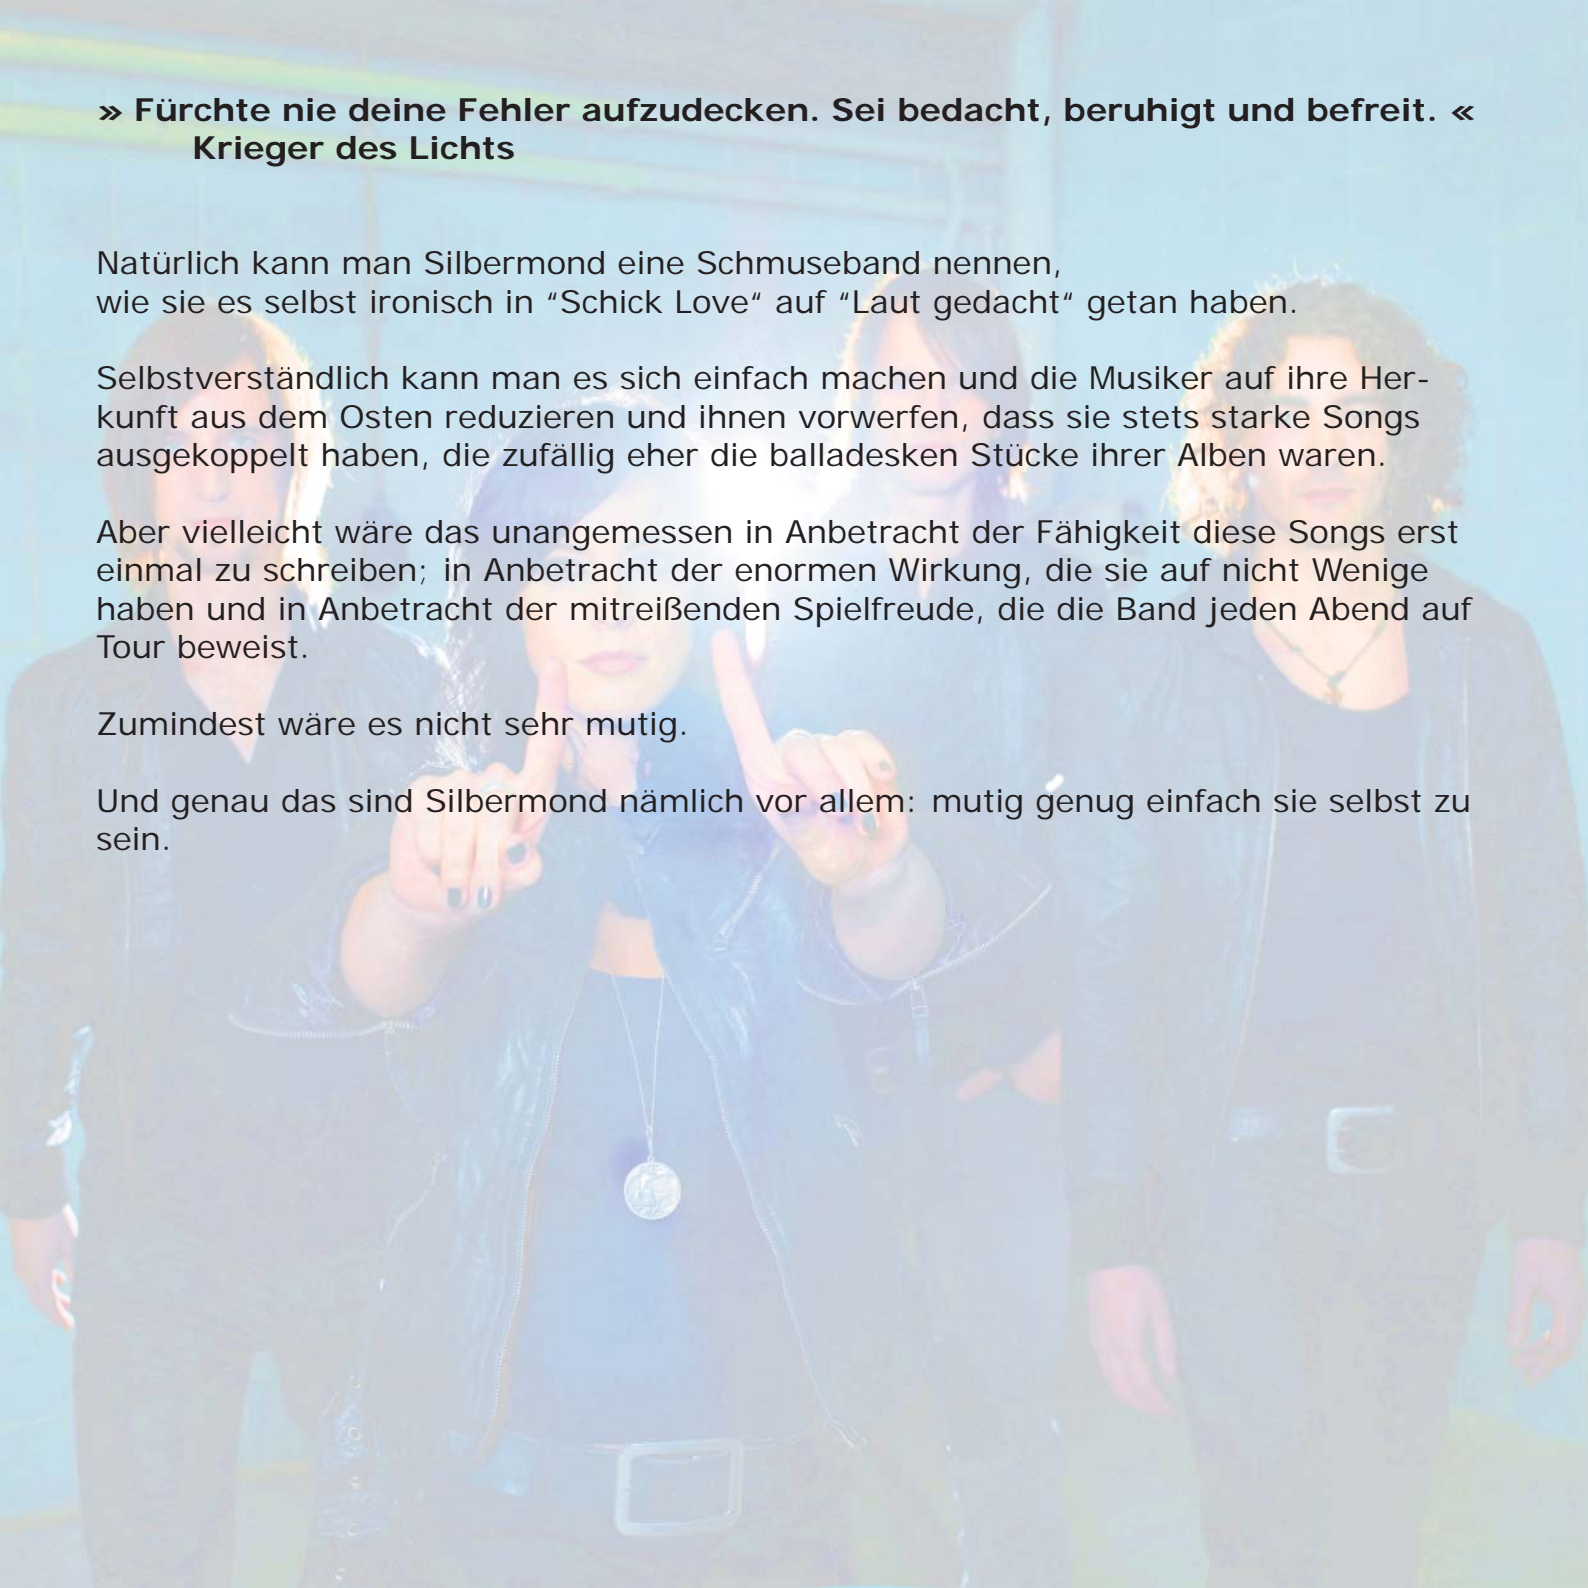 » Fürchte nie deine Fehler aufzudecken. Sei bedacht, beruhigt und befreit. «
Krieger des Lichts
Natürlich kann man Silbermond eine Schmuseband nennen,
wie sie es selbst ironisch in “Schick Love“ auf “Laut gedacht“ getan haben.
Selbstverständlich kann man es sich einfach machen und die Musiker auf ihre Her-
kunft aus dem Osten reduzieren und ihnen vorwerfen, dass sie stets starke Songs
ausgekoppelt haben, die zufällig eher die balladesken Stücke ihrer Alben waren.
Aber vielleicht wäre das unangemessen in Anbetracht der Fähigkeit diese Songs erst
einmal zu schreiben; in Anbetracht der enormen Wirkung, die sie auf nicht Wenige
haben und in Anbetracht der mitreißenden Spielfreude, die die Band jeden Abend auf
Tour beweist.
Zumindest wäre es nicht sehr mutig.
Und genau das sind Silbermond nämlich vor allem: mutig genug einfach sie selbst zu
sein.